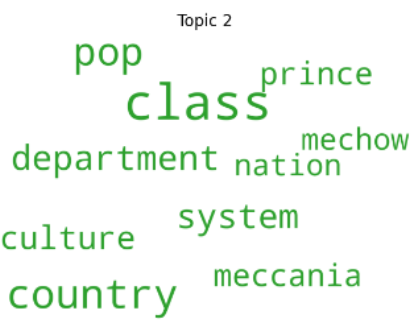 Topic 2
pop
prince
class
mechow
department
nation
system
culture
meccania
country